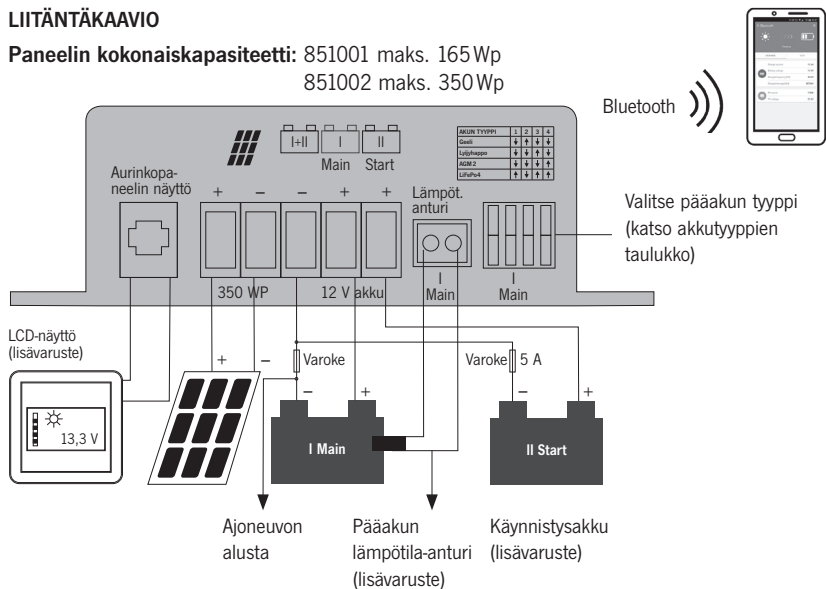 LIITÄNTÄKAAVIO
Paneelin kokonaiskapasiteetti: 851001 maks. 165 Wp
851002 maks. 350 Wp
Bluetooth
I+II I II
Main Start
AKUN TYYPPI 1 2 3 4
Geeli ↓ ↑ ↓ ↓
Lyijyhappo ↓ ↓ ↑ ↓
AGM 2 ↓ ↓ ↓ ↓
LiFePo4 ↑ ↓ ↓ ↓
Aurinkopa-
neelin näyttö
+ – – + +
Lämpöt.
anturi
Valitse pääakun tyyppi
(katso akkutyyppien
taulukko)
350 WP 12 V akku
I
Main
I
Main
LCD-näyttö
(lisävaruste)
13,3 V
+ –
Varoke
Varoke 5 A
– +
– +
I Main
II Start
Ajoneuvon
alusta
Pääakun
lämpötila-anturi
(lisävaruste)
Käynnistysakku
(lisävaruste)